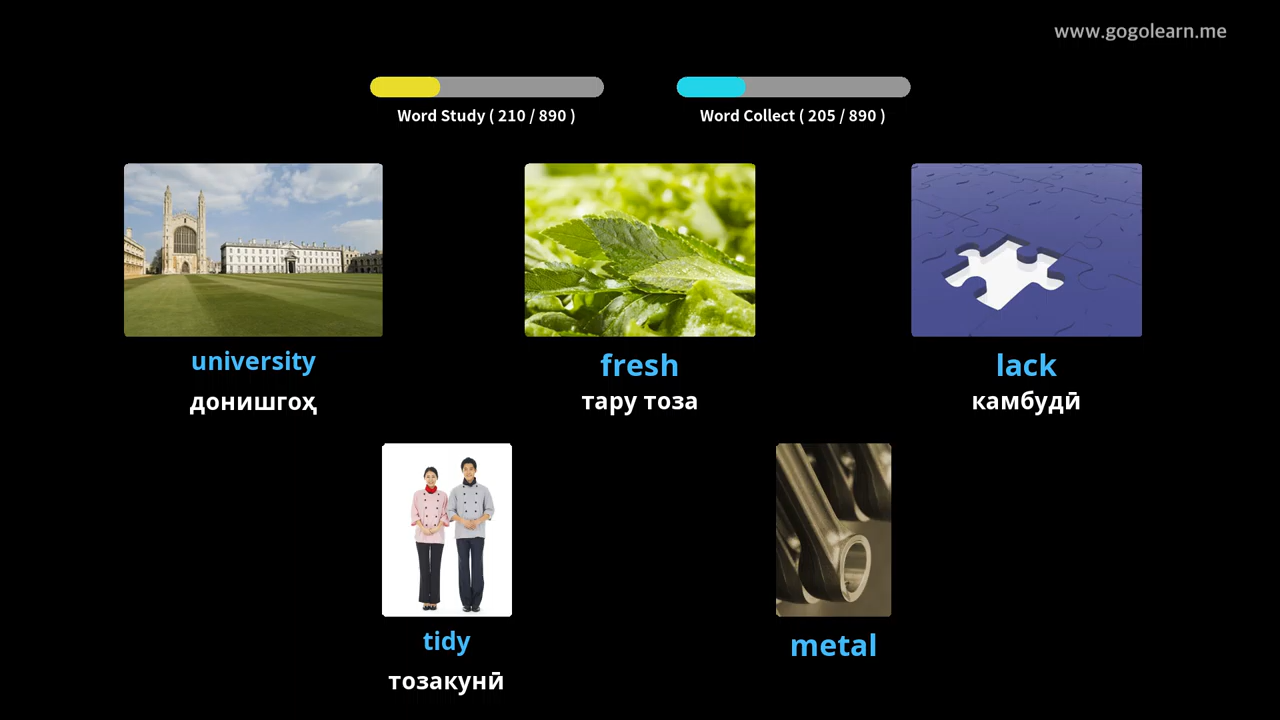 www.gogolearn.me
Word Study ( 210 / 890 )
Word Collect ( 205 / 890 )
university
донишгоҳ
fresh
тару тоза
lack
камбудӣ
tidy
тозакунӣ
metal